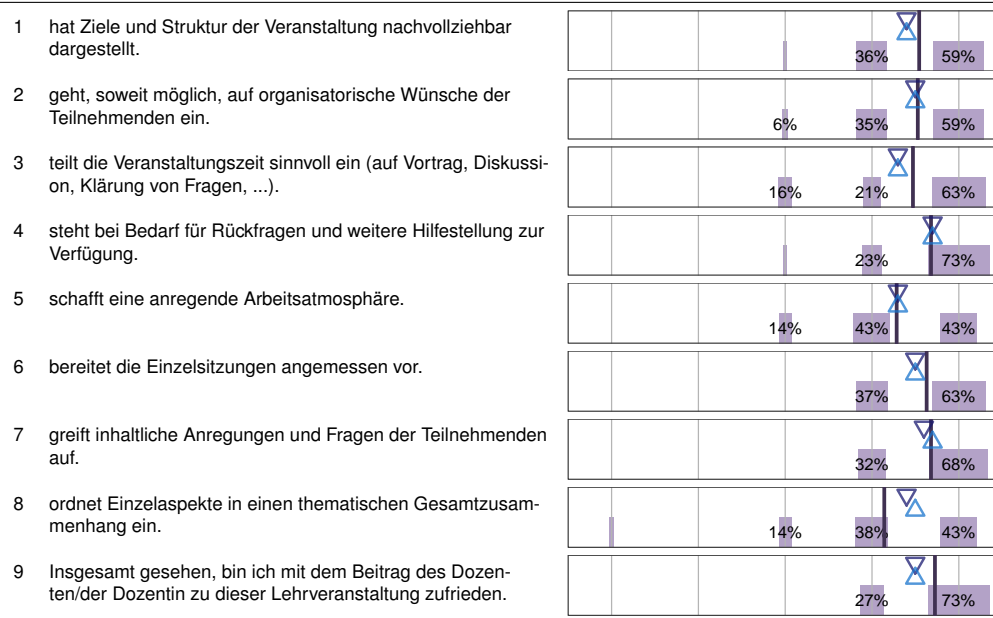 1 hat Ziele und Struktur der Veranstaltung nachvollziehbar
dargestellt.
36% 59%
2 geht, soweit möglich, auf organisatorische Wünsche der
Teilnehmenden ein.
6% 35% 59%
3 teilt die Veranstaltungszeit sinnvoll ein (auf Vortrag, Diskussi-
on, Klärung von Fragen, ...).
16% 21% 63%
4 steht bei Bedarf für Rückfragen und weitere Hilfestellung zur
Verfügung.
23% 73%
5 schafft eine anregende Arbeitsatmosphäre.
14% 43% 43%
6 bereitet die Einzelsitzungen angemessen vor.
37% 63%
7 greift inhaltliche Anregungen und Fragen der Teilnehmenden
auf.
32% 68%
8 ordnet Einzelaspekte in einen thematischen Gesamtzusam-
menhang ein.
14% 38% 43%
9 Insgesamt gesehen, bin ich mit dem Beitrag des Dozen-
ten/der Dozentin zu dieser Lehrveranstaltung zufrieden.
27% 73%